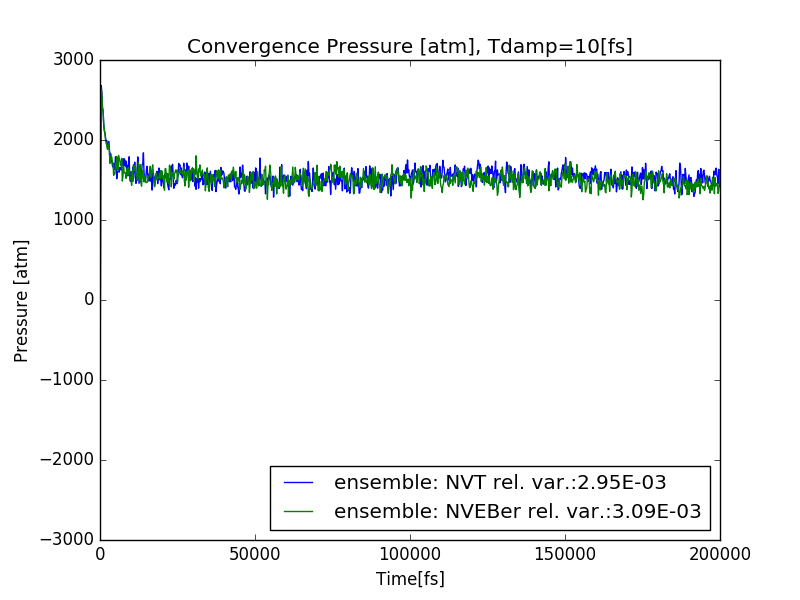 Convergence Pressure [atm], Tdamp=10[fs]
3000
2000
1000
0
−1000
−2000
−3000
Pressure [atm]
ensemble: NVT rel. var.:2.95E-03
ensemble: NVEBer rel. var.:3.09E-03
0 50000 100000 150000 200000
Time[fs]